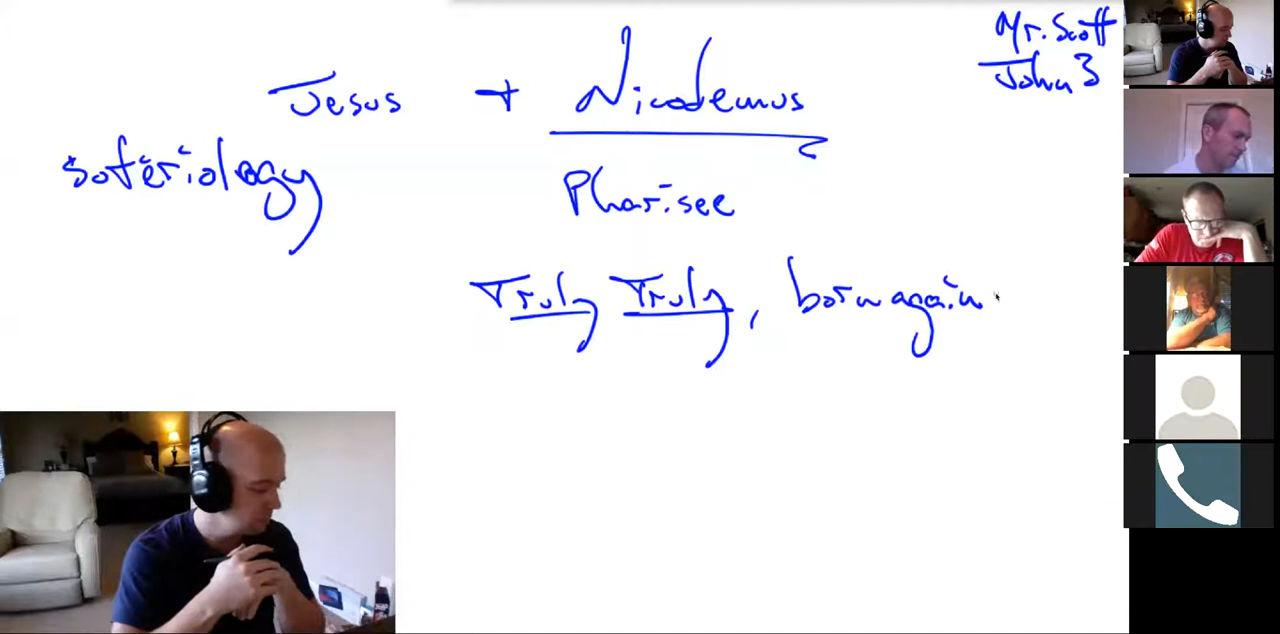 Mr. Scott
John 3
Jesus + Nicodemus
soteriology
Pharisee
Truly Truly, born again